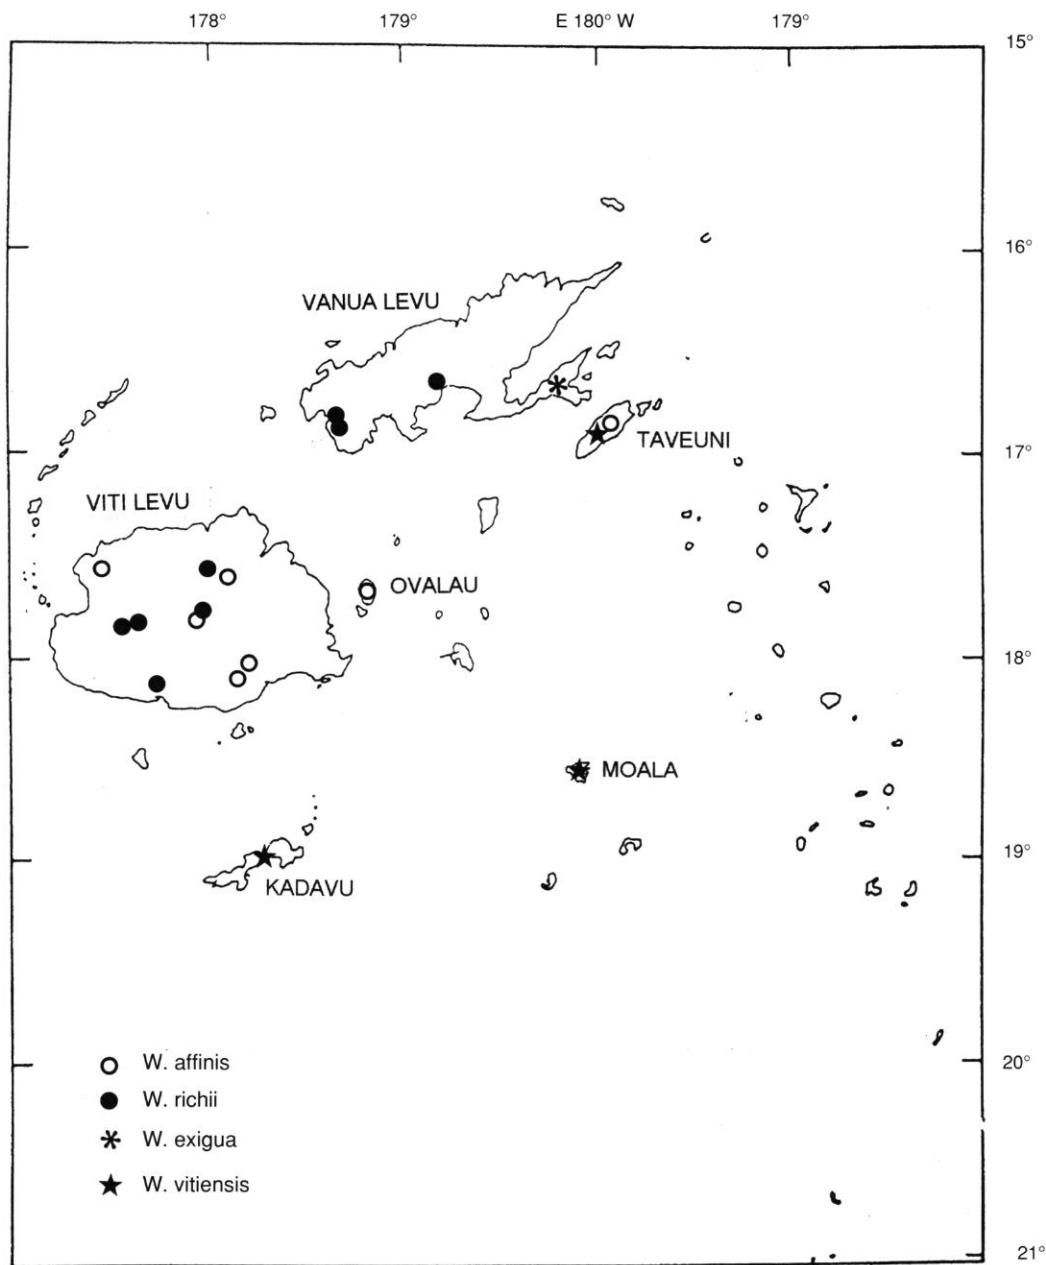 178° 179° E 180° W 179°
15°
16°
VANUA LEVU
TAVEUNI
17°
VITI LEVU
OVALAU
18°
MOALA
19°
KADAVU
20°
W. affinis
W. richii
W. exigua
W. vitiensis
21°